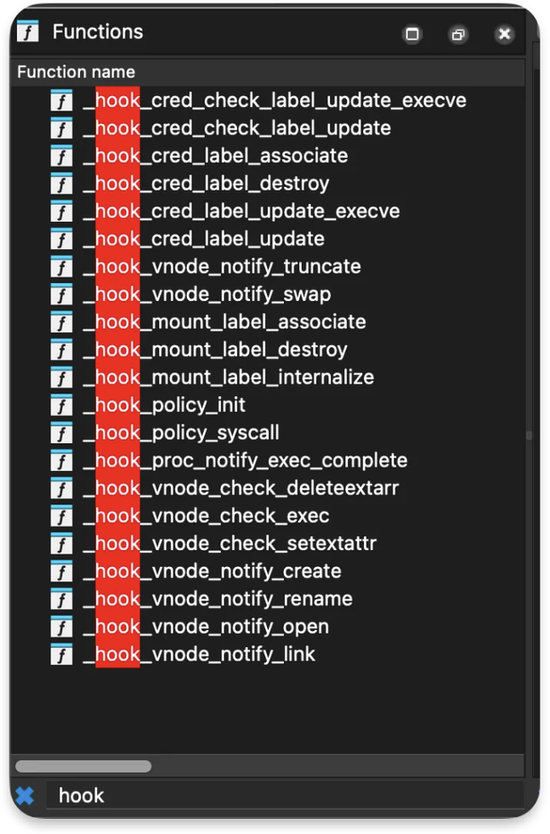 Functions
Function name
_hook_cred_check_label_update_execve
_hook_cred_check_label_update
_hook_cred_label_associate
_hook_cred_label_destroy
_hook_cred_label_update_execve
_hook_cred_label_update
_hook_vnode_notify_truncate
_hook_vnode_notify_swap
_hook_mount_label_associate
_hook_mount_label_destroy
_hook_mount_label_internalize
_hook_policy_init
_hook_policy_syscall
_hook_proc_notify_exec_complete
_hook_vnode_check_deleteextarr
_hook_vnode_check_exec
_hook_vnode_check_setextattr
_hook_vnode_notify_create
_hook_vnode_notify_rename
_hook_vnode_notify_open
_hook_vnode_notify_link
hook